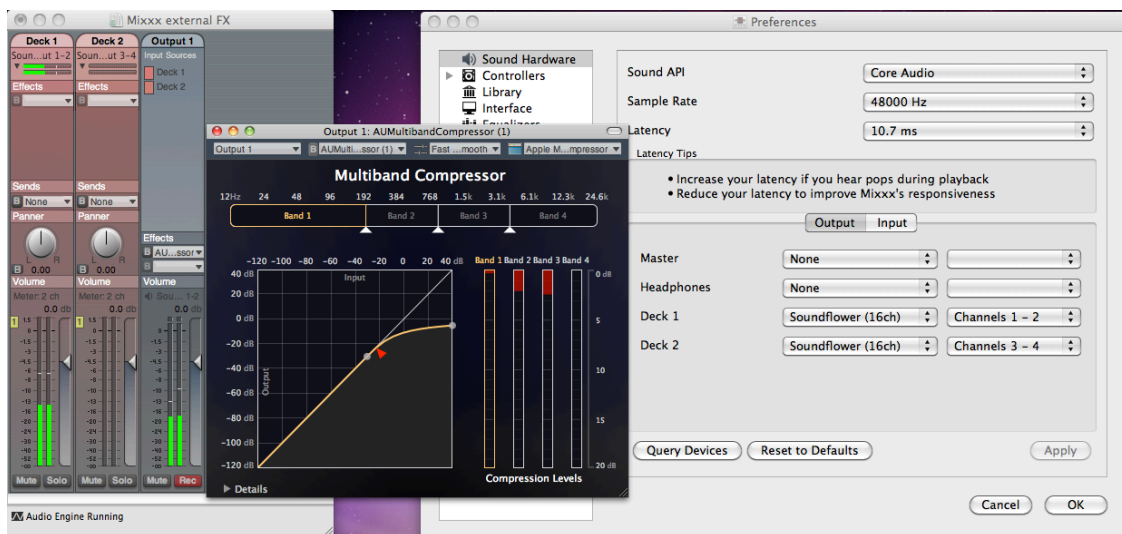 Mixxx external FX
Deck 1 Deck 2 Output 1
Soun...ut 1-2 Soun...ut 3-4 Input Sources
Deck 1
Deck 2
Effects Effects
B B
Sends Sends
B None B None
Panner Panner
L R L R
B 0.00 B 0.00
Effects
B AU...ssor
B
Volume Volume Volume
Meter: 2 ch Meter: 2 ch Sou... 1-2
0.0 db 0.0 db 0.0 db
1 1
Mute Solo Mute Solo Mute Rec
Audio Engine Running
Output 1: AUMultibandCompressor (1)
Output 1 B AUMulti...ssor (1) Fast ...mooth Apple M...mpressor
Multiband Compressor
12Hz 24 48 96 192 384 768 1.5k 3.1k 6.1k 12.3k 24.6k
Band 1 Band 2 Band 3 Band 4
-120 -100 -80 -60 -40 -20 0 20 40 dB
Input
40 dB
20 dB
0 dB
-20 dB
-40 dB
-60 dB
-80 dB
-100 dB
-120 dB
Output
Band 1 Band 2 Band 3 Band 4
0 dB
5
10
15
20 dB
Compression Levels
Details
Preferences
Sound Hardware
Controllers
Library
Interface
Equalizers
Sound API Core Audio
Sample Rate 48000 Hz
Latency 10.7 ms
Latency Tips
• Increase your latency if you hear pops during playback
• Reduce your latency to improve Mixxx's responsiveness
Output Input
Master None
Headphones None
Deck 1 Soundflower (16ch) Channels 1 – 2
Deck 2 Soundflower (16ch) Channels 3 – 4
Query Devices Reset to Defaults Apply
Cancel OK